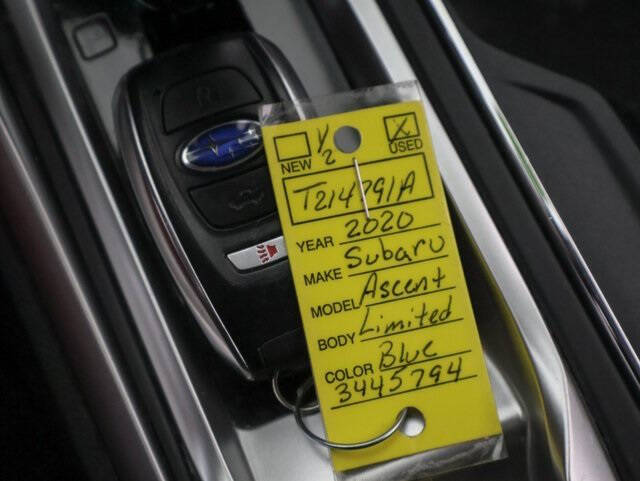 1/2
NEW X USED
T214791A
YEAR 2020
MAKE Subaru
MODEL Ascent
BODY Limited
COLOR Blue
3445794